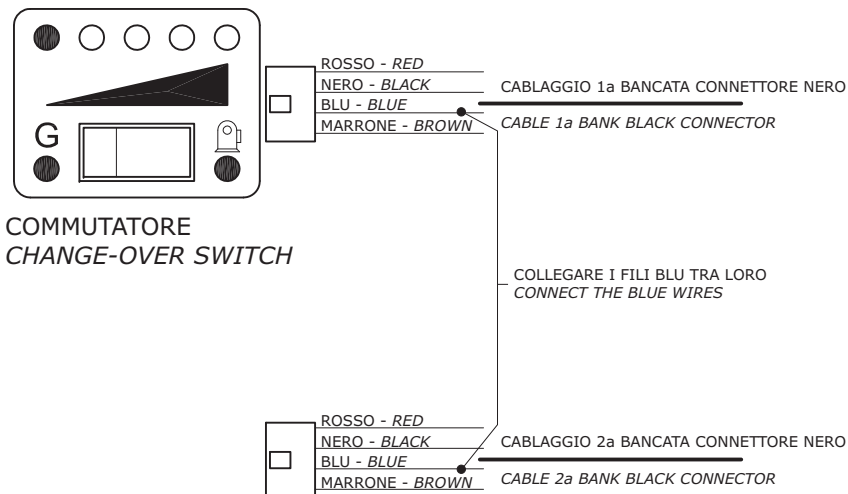 G
COMMUTATORE
CHANGE-OVER SWITCH
ROSSO - RED
NERO - BLACK
BLU - BLUE
MARRONE - BROWN
CABLAGGIO 1a BANCATA CONNETTORE NERO
CABLE 1a BANK BLACK CONNECTOR
COLLEGARE I FILI BLU TRA LORO
CONNECT THE BLUE WIRES
ROSSO - RED
NERO - BLACK
BLU - BLUE
MARRONE - BROWN
CABLAGGIO 2a BANCATA CONNETTORE NERO
CABLE 2a BANK BLACK CONNECTOR